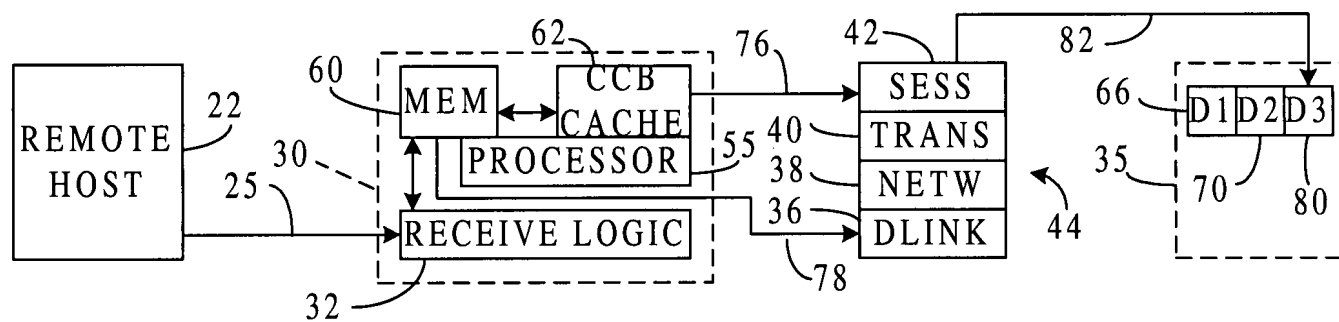 REMOTE
HOST
22
25
30
60
MEM
62
CCB
CACHE
PROCESSOR
55
RECEIVE LOGIC
32
76
78
42
SESS
40
TRANS
38
NETW
36
DLINK
44
82
66
D1 D2 D3
35
70
80